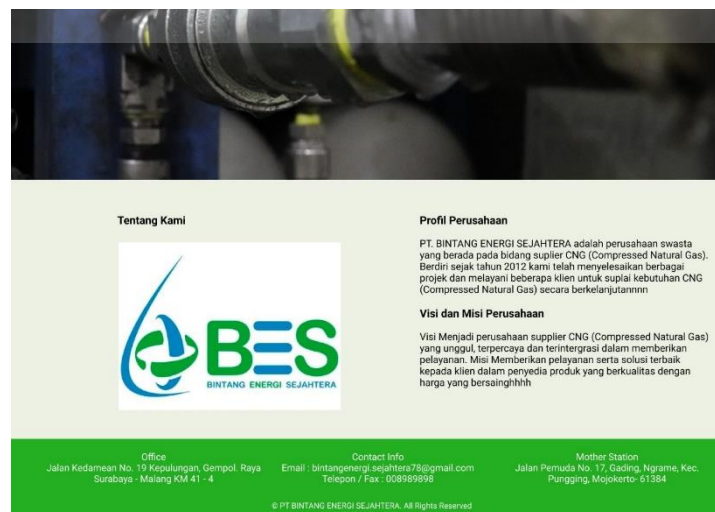 Tentang Kami
BES
BINTANG ENERGI SEJAHTERA
Profil Perusahaan
PT. BINTANG ENERGI SEJAHTERA adalah perusahaan swasta
yang berada pada bidang suplier CNG (Compressed Natural Gas).
Berdiri sejak tahun 2012 kami telah menyelesaikan berbagai
projek dan melayani beberapa klien untuk suplai kebutuhan CNG
(Compressed Natural Gas) secara berkelanjutannnn
Visi dan Misi Perusahaan
Visi Menjadi perusahaan supplier CNG (Compressed Natural Gas)
yang unggul, terpercaya dan terintergrasi dalam memberikan
pelayanan. Misi Memberikan pelayanan serta solusi terbaik
kepada klien dalam penyedia produk yang berkualitas dengan
harga yang bersainghhhh
Office
Jalan Kedamean No. 19 Kepulungan, Gempol. Raya
Surabaya - Malang KM 41 - 4
Contact Info
Email : bintangenergi.sejahtera78@gmail.com
Telepon / Fax : 008989898
Mother Station
Jalan Pemuda No. 17, Gading, Ngrame, Kec.
Pungging, Mojokerto- 61384
© PT BINTANG ENERGI SEJAHTERA. All Rights Reserved